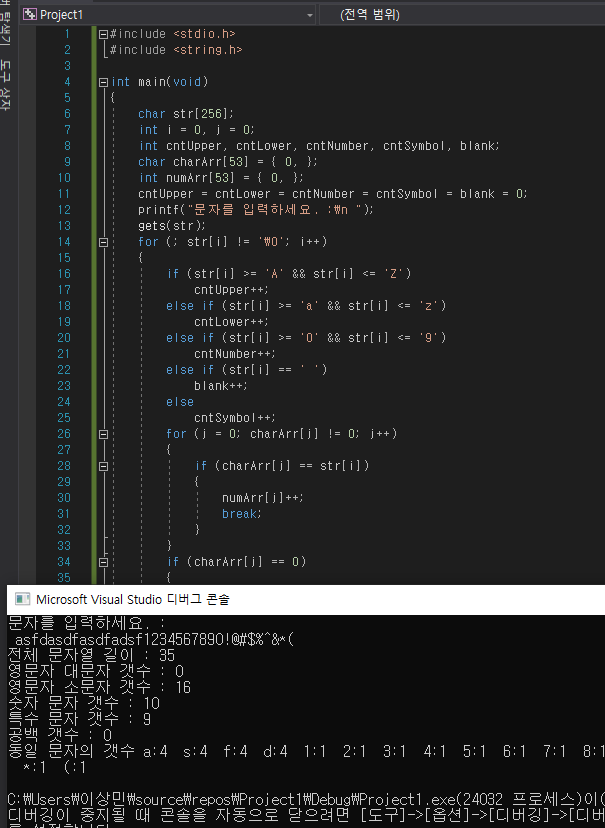 도구 상자
Project1
(전역 범위)
1 #include <stdio.h>
2 #include <string.h>
3
4 int main(void)
5 {
6 char str[256];
7 int i = 0, j = 0;
8 int cntUpper, cntLower, cntNumber, cntSymbol, blank;
9 char charArr[53] = { 0, };
10 int numArr[53] = { 0, };
11 cntUpper = cntLower = cntNumber = cntSymbol = blank = 0;
12 printf("문자를 입력하세요. :₩n ");
13 gets(str);
14 for (; str[i] != '₩0'; i++)
15 {
16 if (str[i] >= 'A' && str[i] <= 'Z')
17 cntUpper++;
18 else if (str[i] >= 'a' && str[i] <= 'z')
19 cntLower++;
20 else if (str[i] >= '0' && str[i] <= '9')
21 cntNumber++;
22 else if (str[i] == ' ')
23 blank++;
24 else
25 cntSymbol++;
26 for (j = 0; charArr[j] != 0; j++)
27 {
28 if (charArr[j] == str[i])
29 {
30 numArr[j]++;
31 break;
32 }
33 }
34 if (charArr[j] == 0)
35 {
Microsoft Visual Studio 디버그 콘솔
문자를 입력하세요. :
asfdasdfasdfadsf1234567890!@#$%^&*(
전체 문자열 길이 : 35
영문자 대문자 갯수 : 0
영문자 소문자 갯수 : 16
숫자 문자 갯수 : 10
특수 문자 갯수 : 9
공백 갯수 : 0
동일 문자의 갯수 a:4 s:4 f:4 d:4 1:1 2:1 3:1 4:1 5:1 6:1 7:1 8:1
*:1 (:1
C:₩Users₩이상민₩source₩repos₩Project1₩Debug₩Project1.exe(24032 프로세스)이(
디버깅이 중지될 때 콘솔을 자동으로 닫으려면 [도구]->[옵션]->[디버깅]->[디버